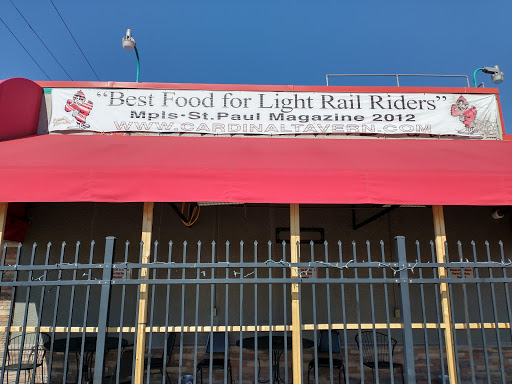 "Best Food for Light Rail Riders"
Mpls-St.Paul Magazine 2012
WWW.CARDINALTAVERN.COM